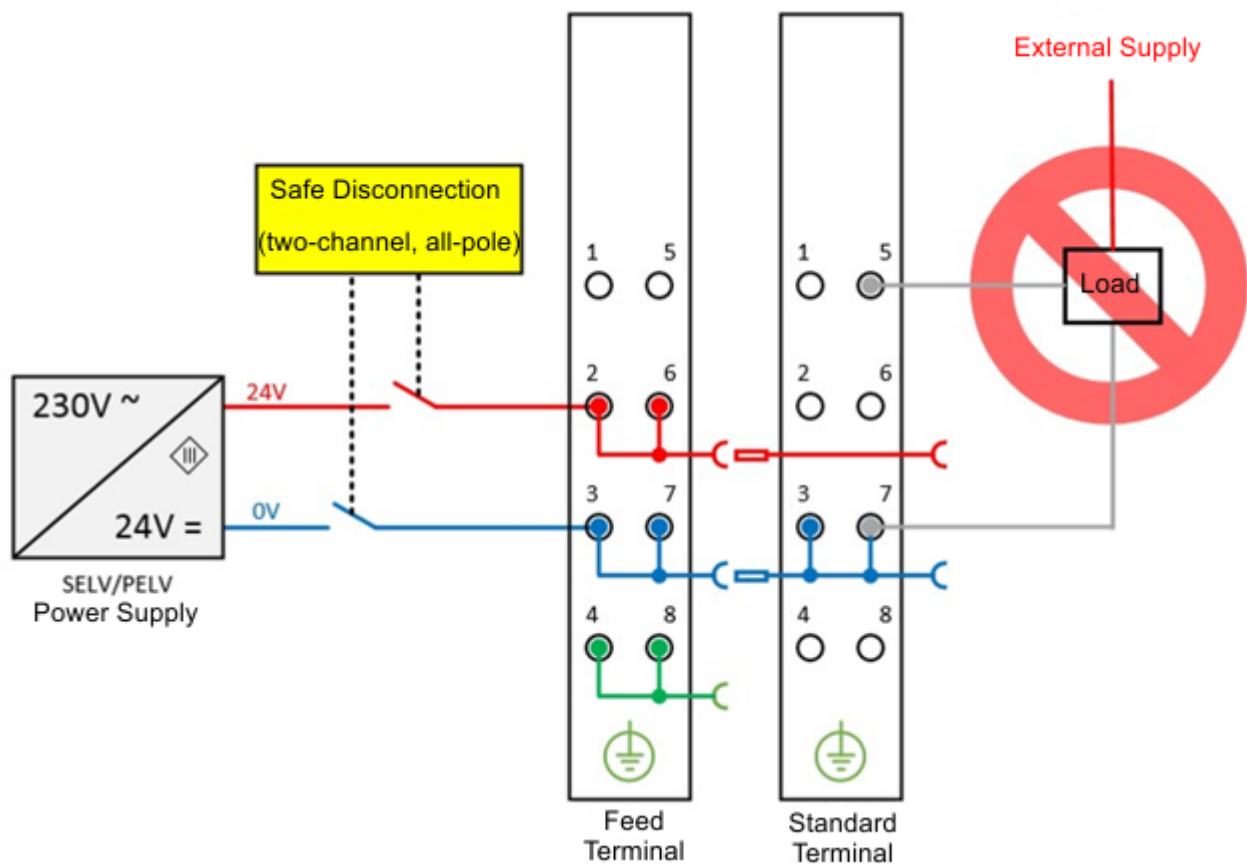 External Supply
Safe Disconnection
(two-channel, all-pole)
1 5
1 5
Load
230V ~
24V
2 6
2 6
III
24V =
0V
3 7
3 7
SELV/PELV
Power Supply
4 8
4 8
Feed
Terminal
Standard
Terminal